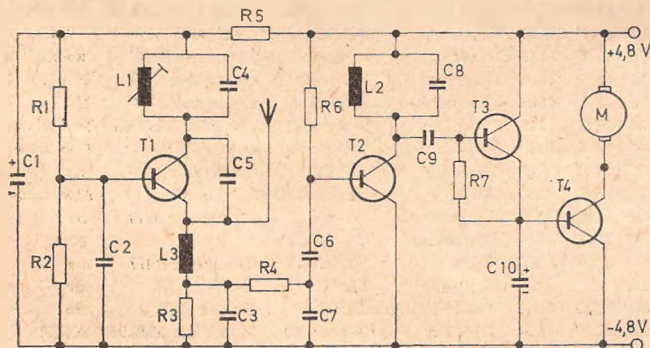 R5
+4,8 V
L1
C4
R6
L2
C8
T3
M
R1
T1
C5
T2
C9
R7
T4
C1
+
R2
C2
L3
C6
R4
C10
+
-
R3
C3
C7
-4,8 V